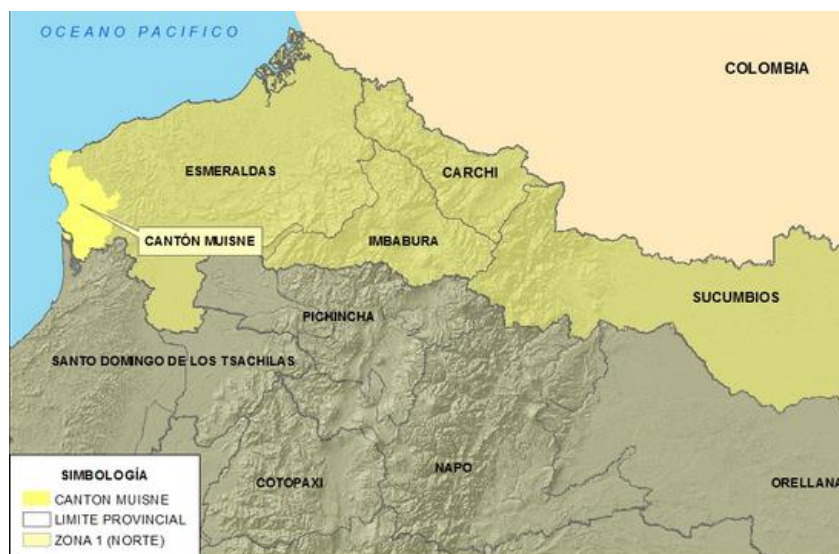 OCEANO PACIFICO
COLOMBIA
ESMERALDAS
CARCHI
CANTÓN MUISNE
IMBABURA
SUCUMBIOS
PICHINCHA
SANTO DOMINGO DE LOS TSACHILAS
COTOPAXI
NAPO
ORELLANA
SIMBOLOGÍA
CANTON MUISNE
LIMITE PROVINCIAL
ZONA 1 (NORTE)